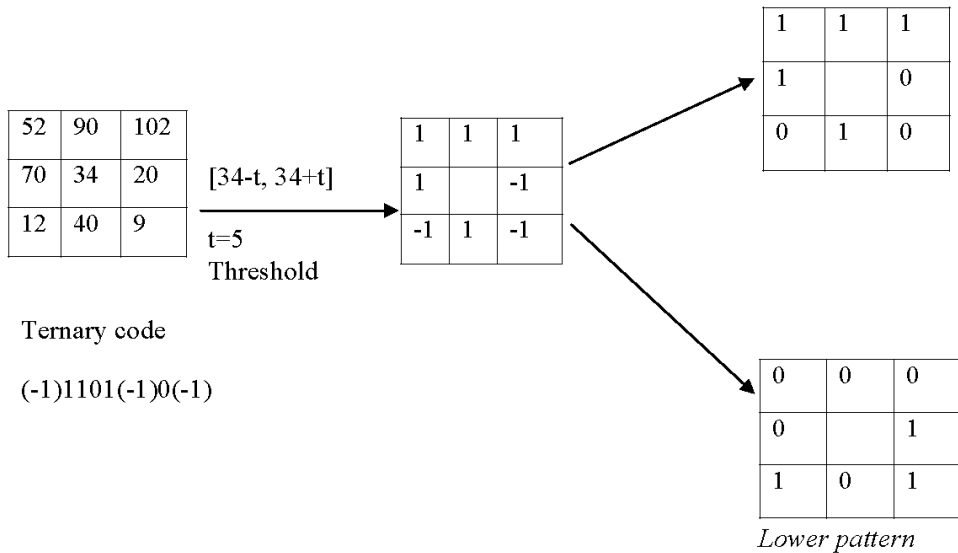 52 90 102
70 34 20
12 40 9
[34-t, 34+t]
t=5
Threshold
1 1 1
1 -1
-1 1 -1
1 1 1
1 0
0 1 0
Ternary code
(-1)1101(-1)0(-1)
0 0 0
0 1
1 0 1
Lower pattern